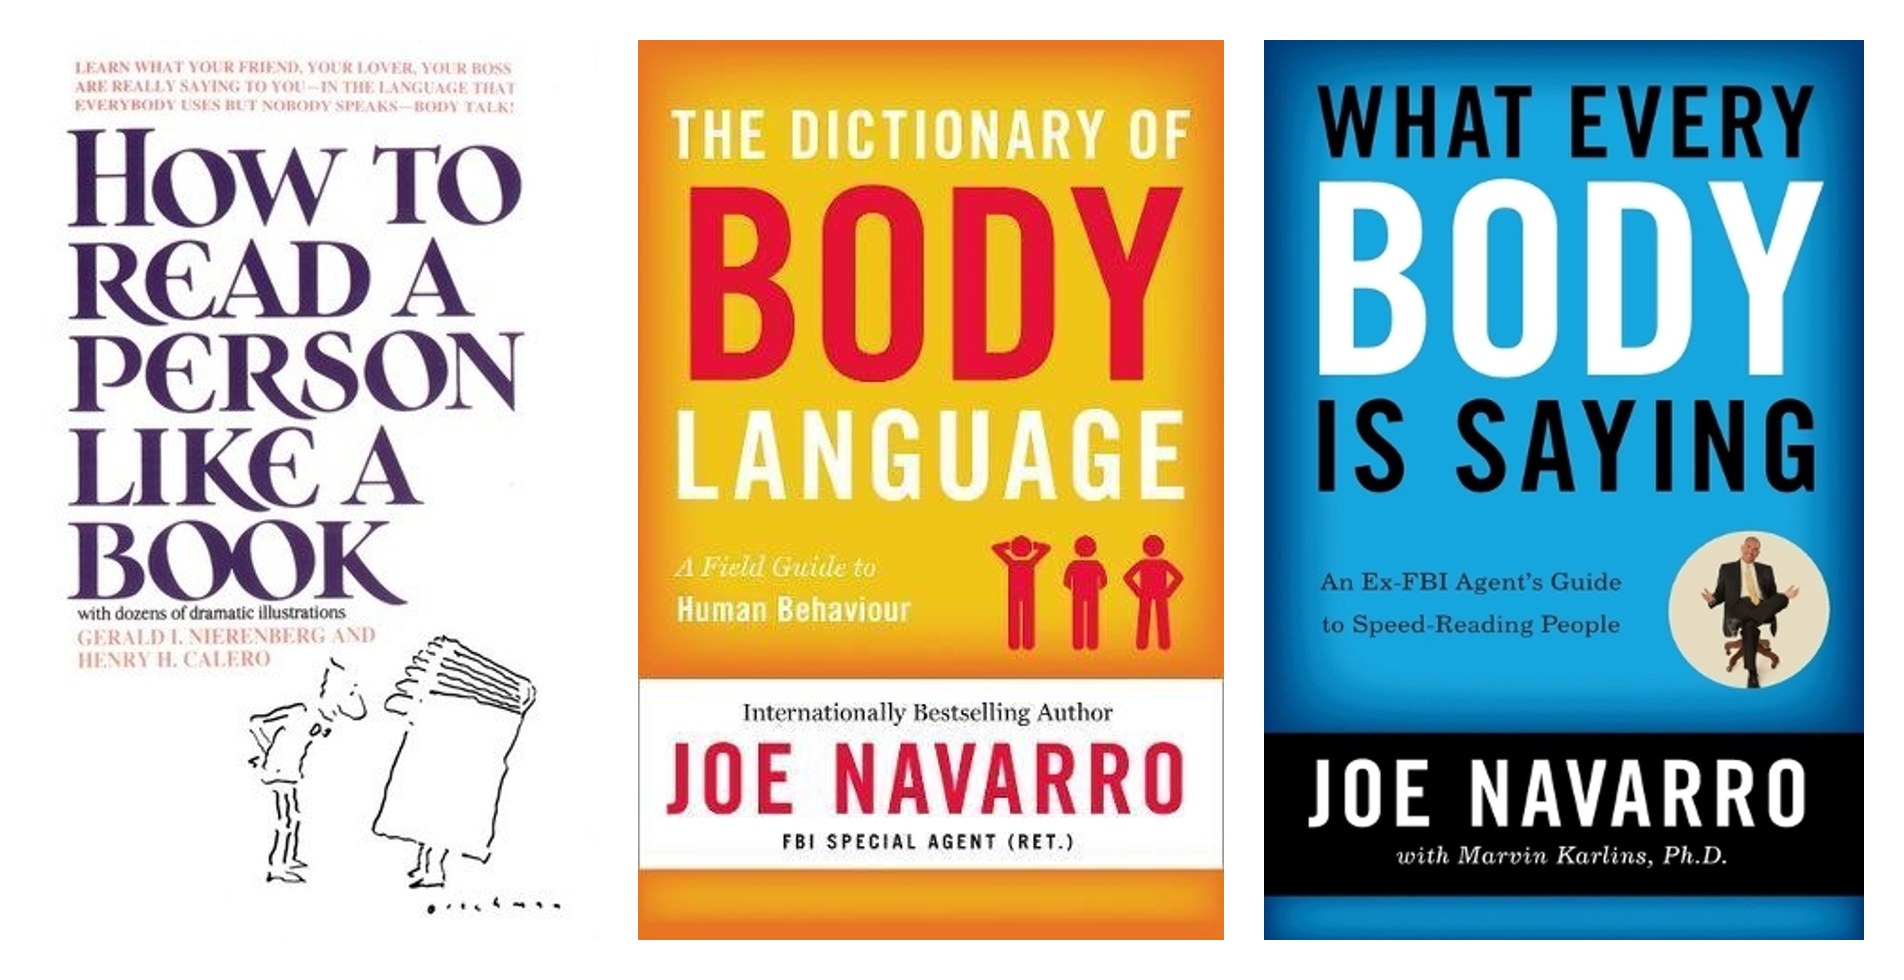 LEARN WHAT YOUR FRIEND, YOUR LOVER, YOUR BOSS
ARE REALLY SAYING TO YOU—IN THE LANGUAGE THAT
EVERYBODY USES BUT NOBODY SPEAKS—BODY TALK!
HOW TO
READ A
PERSON
LIKE A
BOOK
with dozens of dramatic illustrations
GERALD I. NIERENBERG AND
HENRY H. CALERO
THE DICTIONARY OF
BODY
LANGUAGE
A Field Guide to
Human Behaviour
Internationally Bestselling Author
JOE NAVARRO
FBI SPECIAL AGENT (RET.)
WHAT EVERY
BODY
IS SAYING
An Ex-FBI Agent's Guide
to Speed-Reading People
JOE NAVARRO
with Marvin Karlins, Ph.D.